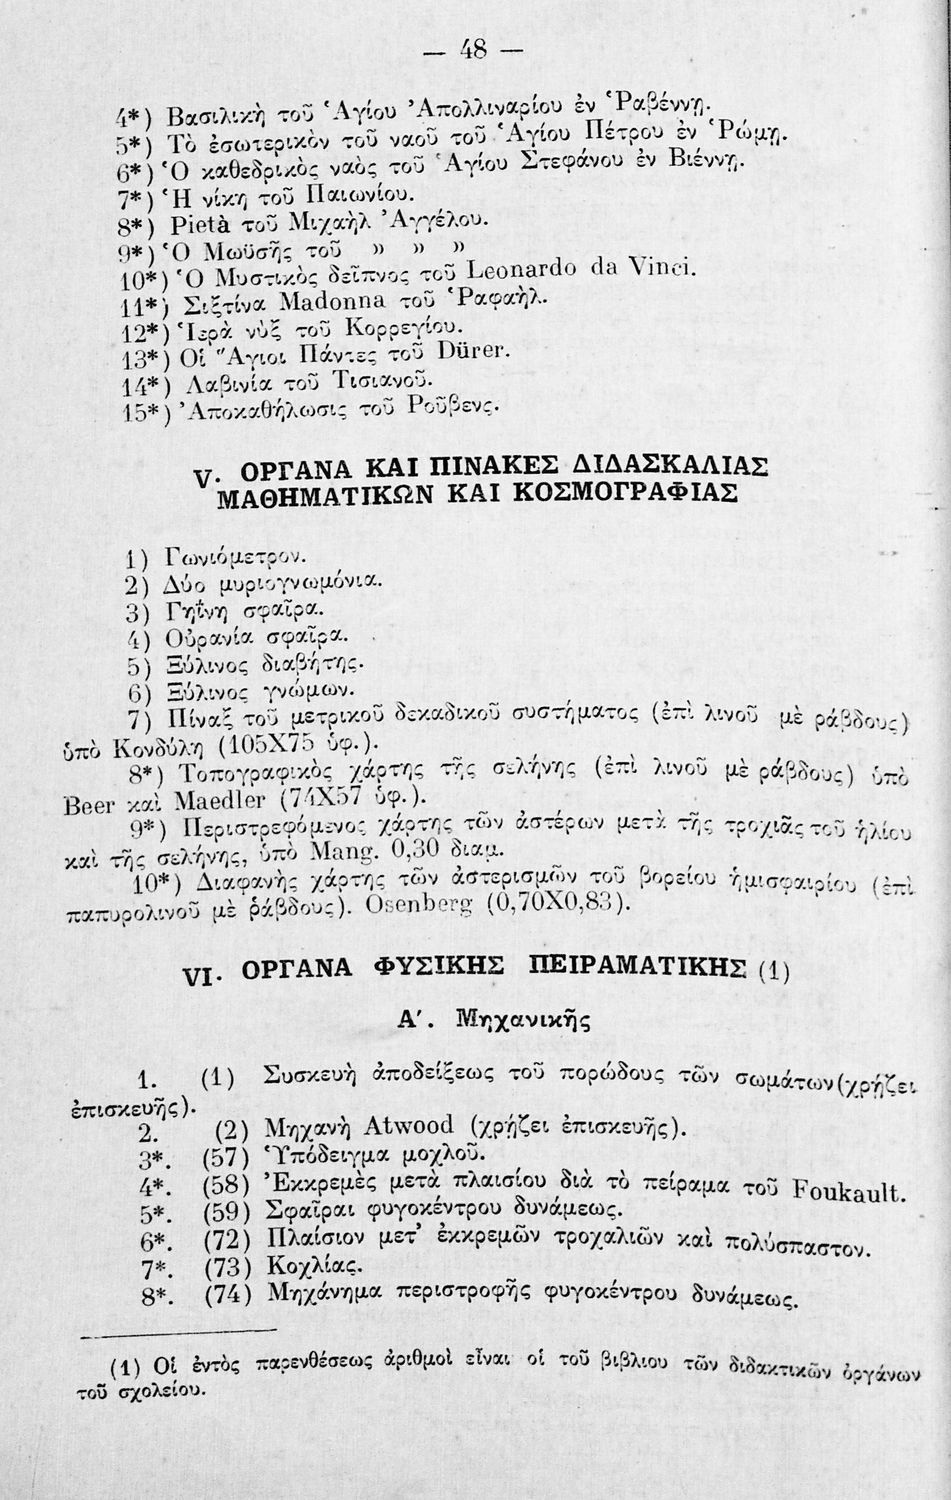 — 48 —
4*) Βασιλικὴ τοῦ Ἁγίου Ἀπολλιναρίου ἐν Ῥαβέννῃ.
5*) Τὸ ἐσωτερικὸν τοῦ ναοῦ τοῦ Ἁγίου Πέτρου ἐν Ῥώμῃ.
6*) Ὁ καθεδρικὸς ναὸς τοῦ Ἁγίου Στεφάνου ἐν Βιέννῃ.
7*) Ἡ νίκη τοῦ Παιωνίου.
8*) Pietà τοῦ Μιχαὴλ Ἀγγέλου.
9*) Ὁ Μωϋσῆς τοῦ » » »
10*) Ὁ Μυστικὸς δεῖπνος τοῦ Leonardo da Vinci.
11*) Σιξτίνα Madonna τοῦ Ῥαφαὴλ.
12*) Ἱερὰ νὺξ τοῦ Κορρεγίου.
13*) Οἱ Ἅγιοι Πάντες τοῦ Dürer.
14*) Λαβινία τοῦ Τισιανοῦ.
15*) Ἀποκαθήλωσις τοῦ Ροῦβενς.
V. ΟΡΓΑΝΑ ΚΑΙ ΠΙΝΑΚΕΣ ΔΙΔΑΣΚΑΛΙΑΣ
ΜΑΘΗΜΑΤΙΚΩΝ ΚΑΙ ΚΟΣΜΟΓΡΑΦΙΑΣ
1) Γωνιόμετρον.
2) Δύο μυριογνωμόνια.
3) Γηΐνη σφαῖρα.
4) Οὐρανία σφαῖρα.
5) Ξύλινος διαβήτης.
6) Ξύλινος γνώμων.
7) Πίναξ τοῦ μετρικοῦ δεκαδικοῦ συστήματος (ἐπὶ λινοῦ μὲ ράβδους)
ὑπὸ Κονδύλη (105Χ75 ὑφ.).
8*) Τοπογραφικὸς χάρτης τῆς σελήνης (ἐπὶ λινοῦ μὲ ράβδους) ὑπὸ
Beer καὶ Maedler (74Χ57 ὑφ.).
9*) Περιστρεφόμενος χάρτης τῶν ἀστέρων μετὰ τῆς τροχιᾶς τοῦ ἡλίου
καὶ τῆς σελήνης, ὑπὸ Mang. 0,30 διαμ.
10*) Διαφανὴς χάρτης τῶν ἀστερισμῶν τοῦ βορείου ἡμισφαιρίου (ἐπὶ
παπυρολινοῦ μὲ ῥάβδους). Osenberg (0,70Χ0,83).
VI. ΟΡΓΑΝΑ ΦΥΣΙΚΗΣ ΠΕΙΡΑΜΑΤΙΚΗΣ (1)
Α΄. Μηχανικῆς
1. (1) Συσκευὴ ἀποδείξεως τοῦ πορώδους τῶν σωμάτων (χρῄζει
ἐπισκευῆς).
2. (2) Μηχανὴ Atwood (χρῄζει ἐπισκευῆς).
3*. (57) Ὑπόδειγμα μοχλοῦ.
4*. (58) Ἐκκρεμὲς μετὰ πλαισίου διὰ τὸ πείραμα τοῦ Foukault.
5*. (59) Σφαῖραι φυγοκέντρου δυνάμεως.
6*. (72) Πλαίσιον μετ' ἐκκρεμῶν τροχαλιῶν καὶ πολύσπαστον.
7*. (73) Κοχλίας.
8*. (74) Μηχάνημα περιστροφῆς φυγοκέντρου δυνάμεως.
(1) Οἱ ἐντὸς παρενθέσεως ἀριθμοὶ εἶναι οἱ τοῦ βιβλιου τῶν διδακτικῶν ὀργάνων
τοῦ σχολείου.